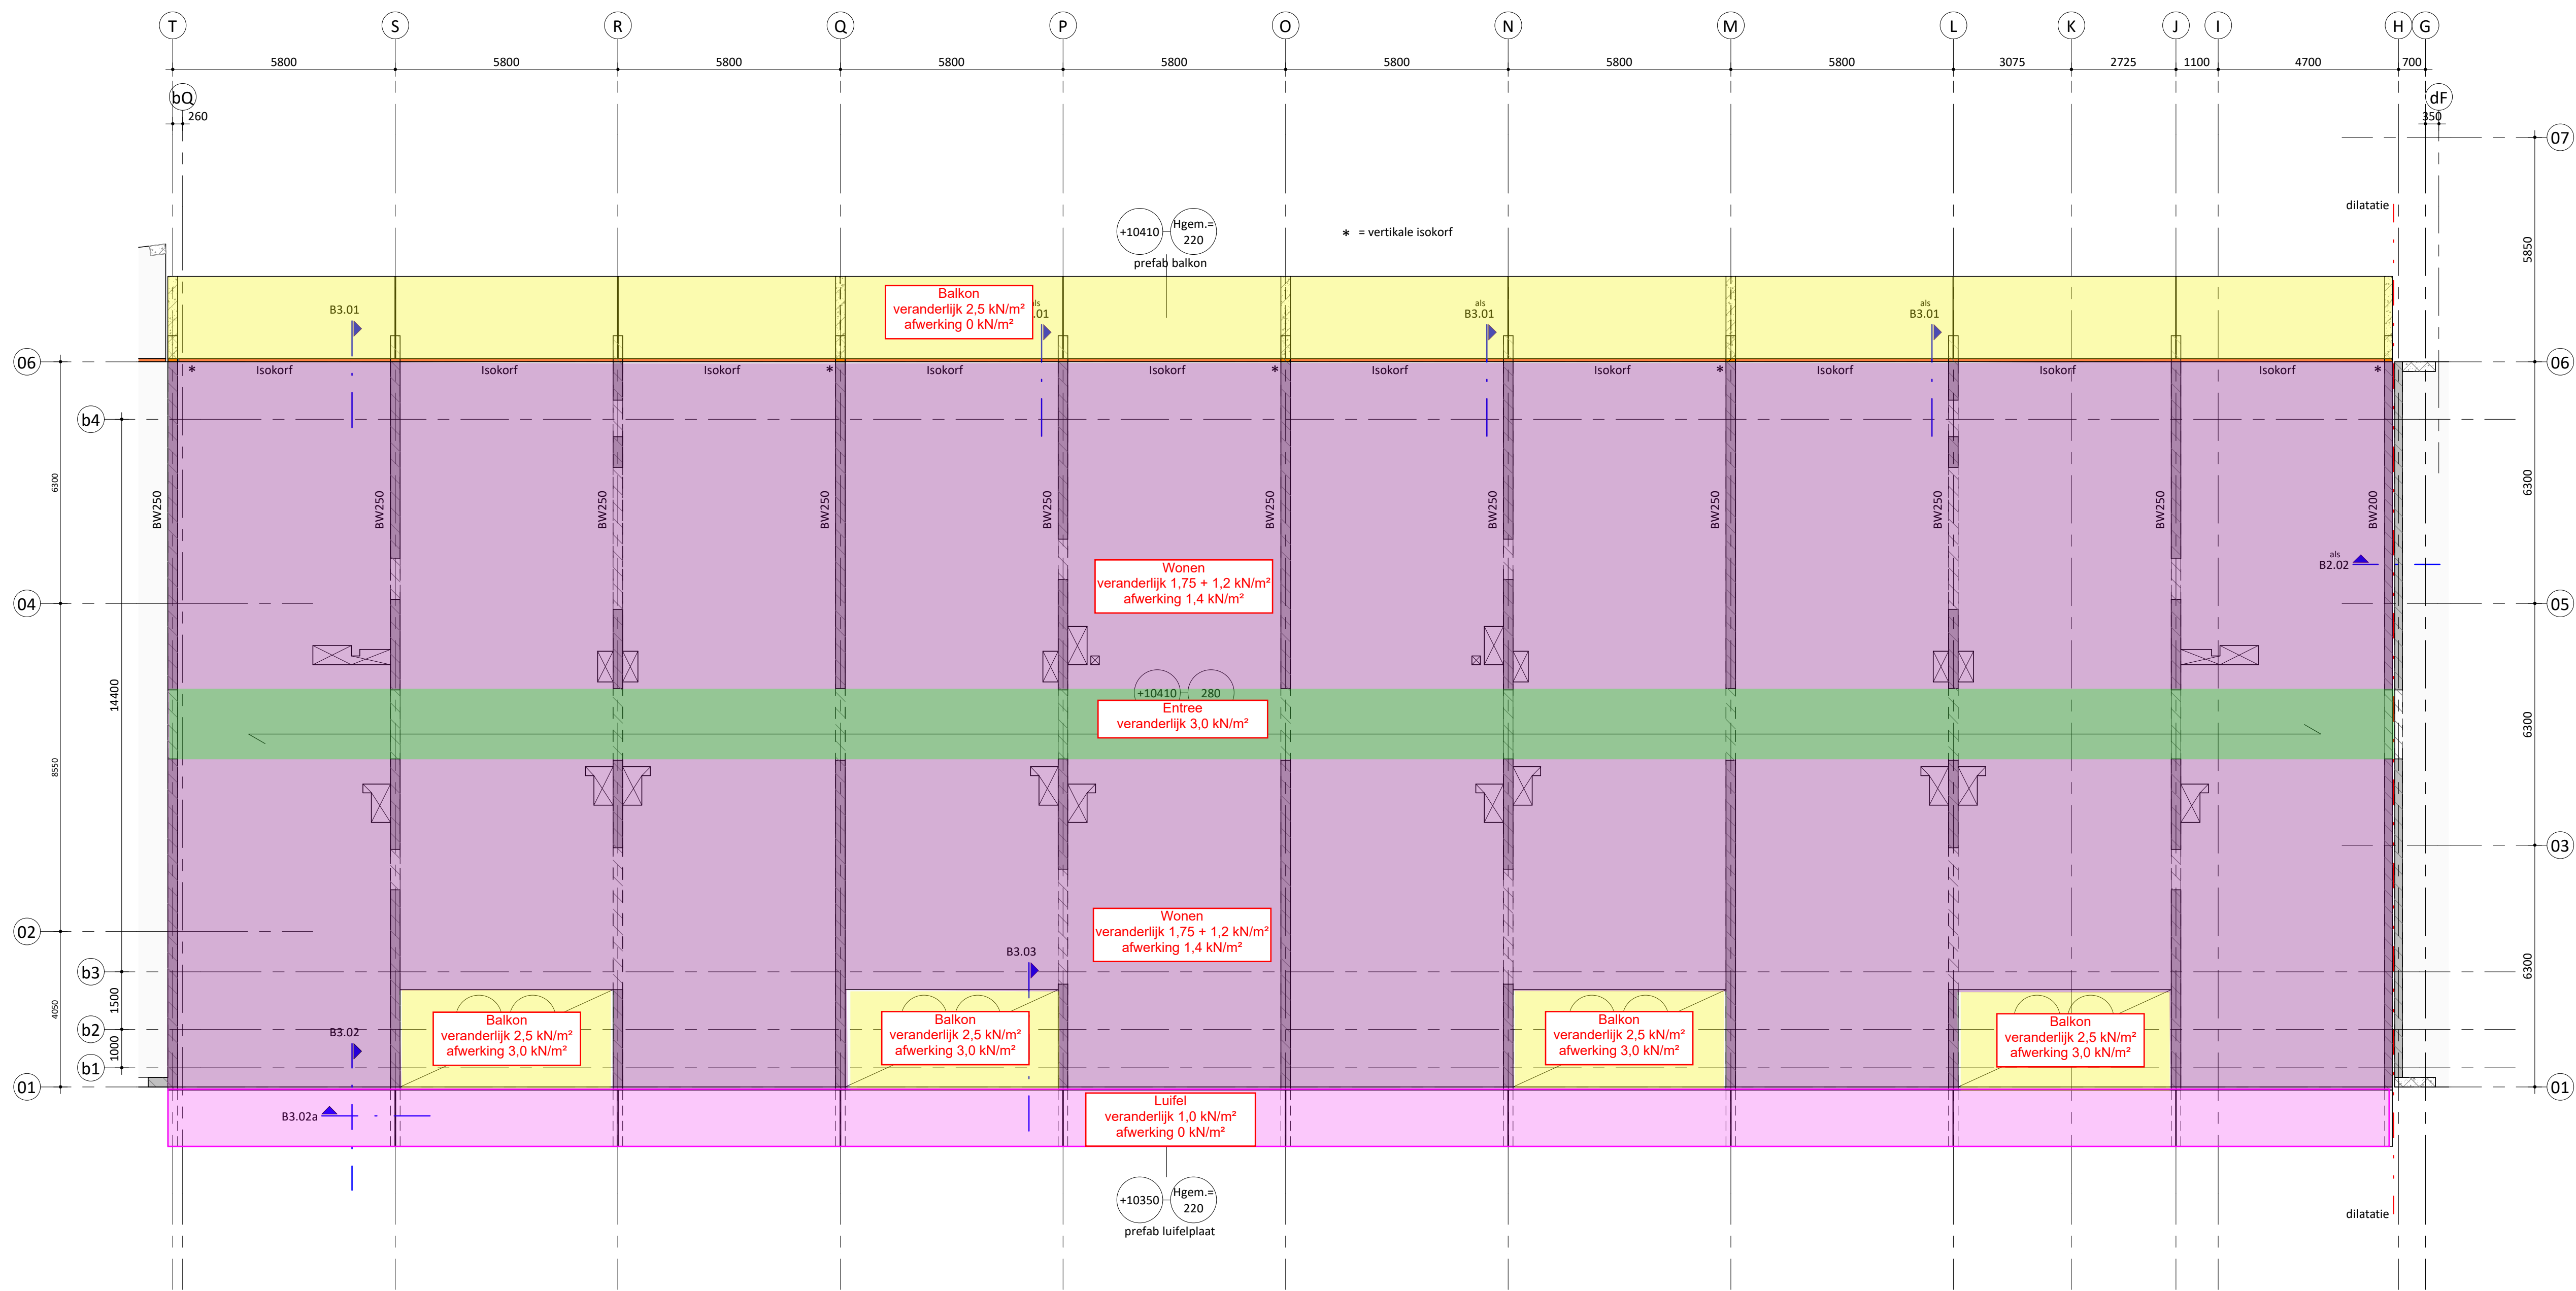 T S R Q P O N M L K J I H G
5800 5800 5800 5800 5800 5800 5800 5800 3075 2725 1100 4700 700
bQ
260
dF
350
07
dilatatie
5850
+10410 Hgem.= 220
prefab balkon
* = vertikale isokorf
Balkon
veranderlijk 2,5 kN/m²
afwerking 0 kN/m²
B3.01
als
.01
als
B3.01
als
B3.01
06
06
* Isokorf Isokorf Isokorf * Isokorf Isokorf * Isokorf Isokorf * Isokorf Isokorf Isokorf *
b4
6300
6300
BW250 BW250 BW250 BW250 BW250 BW250 BW250 BW250 BW250 BW250 BW200
als
B2.02
Wonen
veranderlijk 1,75 + 1,2 kN/m²
afwerking 1,4 kN/m²
04
05
14400
+10410 280
Entree
veranderlijk 3,0 kN/m²
6300
8550
03
Wonen
veranderlijk 1,75 + 1,2 kN/m²
afwerking 1,4 kN/m²
02
B3.03
b3
6300
1500
4050
Balkon
veranderlijk 2,5 kN/m²
afwerking 3,0 kN/m²
Balkon
veranderlijk 2,5 kN/m²
afwerking 3,0 kN/m²
Balkon
veranderlijk 2,5 kN/m²
afwerking 3,0 kN/m²
Balkon
veranderlijk 2,5 kN/m²
afwerking 3,0 kN/m²
b2
B3.02
1000
b1
01
01
B3.02a
Luifel
veranderlijk 1,0 kN/m²
afwerking 0 kN/m²
+10350 Hgem.= 220
prefab luifelplaat
dilatatie